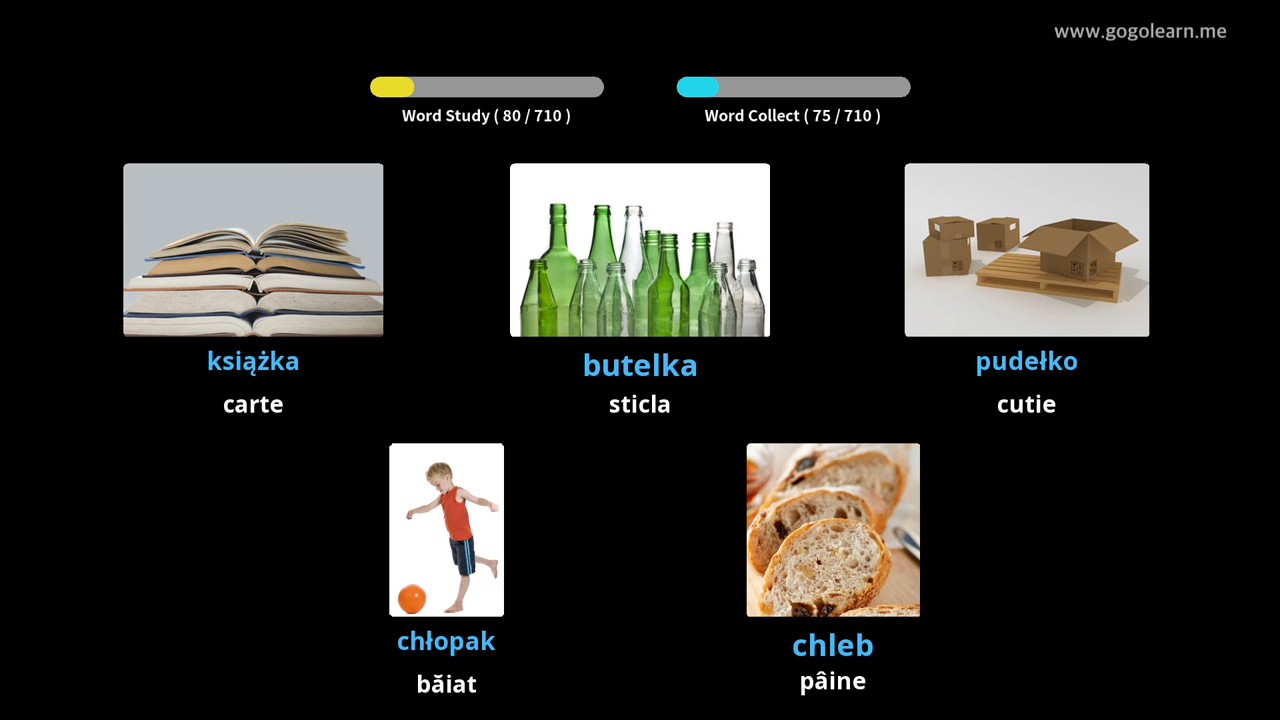 www.gogolearn.me
Word Study ( 80 / 710 )
Word Collect ( 75 / 710 )
książka
butelka
pudełko
carte
sticla
cutie
chłopak
chleb
băiat
pâine